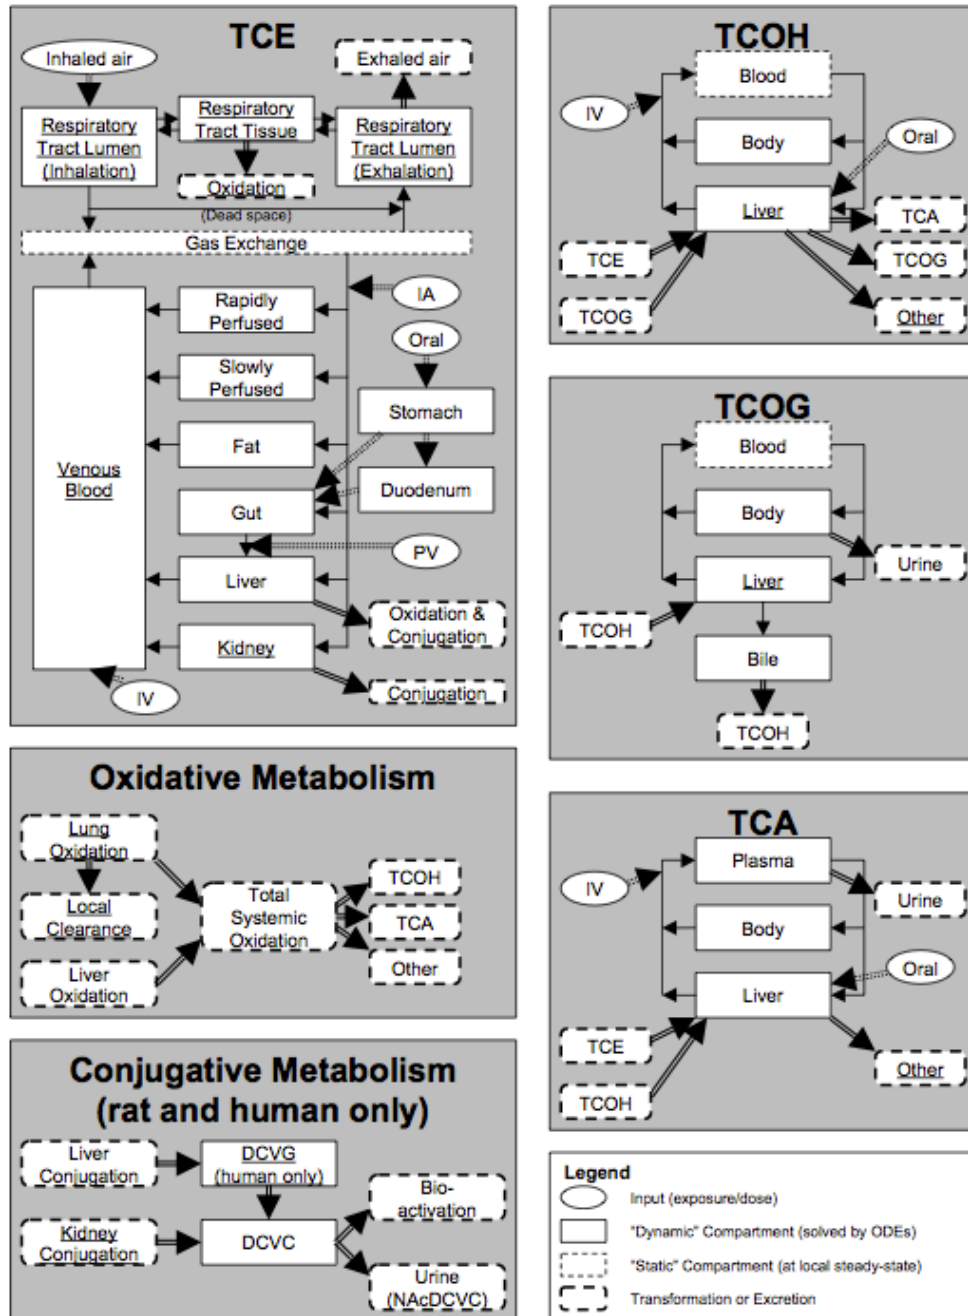 TCE
Inhaled air
Exhaled air
Respiratory
Tract Lumen
(Inhalation)
Respiratory
Tract Tissue
Respiratory
Tract Lumen
(Exhalation)
Oxidation
(Dead space)
Gas Exchange
Rapidly
Perfused
IA
Oral
Slowly
Perfused
Stomach
Fat
Venous
Blood
Duodenum
Gut
PV
Liver
Oxidation &
Conjugation
Kidney
Conjugation
IV
Oxidative Metabolism
Lung
Oxidation
Local
Clearance
Liver
Oxidation
Total
Systemic
Oxidation
TCOH
TCA
Other
Conjugative Metabolism
(rat and human only)
Liver
Conjugation
DCVG
(human only)
Kidney
Conjugation
DCVC
Bio-
activation
Urine
(NAcDCVC)
TCOH
Blood
IV
Body
Oral
Liver
TCA
TCE
TCOG
TCOG
Other
TCOG
Blood
Body
Urine
Liver
TCOH
Bile
TCOH
TCA
Plasma
IV
Urine
Body
Oral
Liver
TCE
Other
TCOH
Legend
Input (exposure/dose)
"Dynamic" Compartment (solved by ODEs)
"Static" Compartment (at local steady-state)
Transformation or Excretion